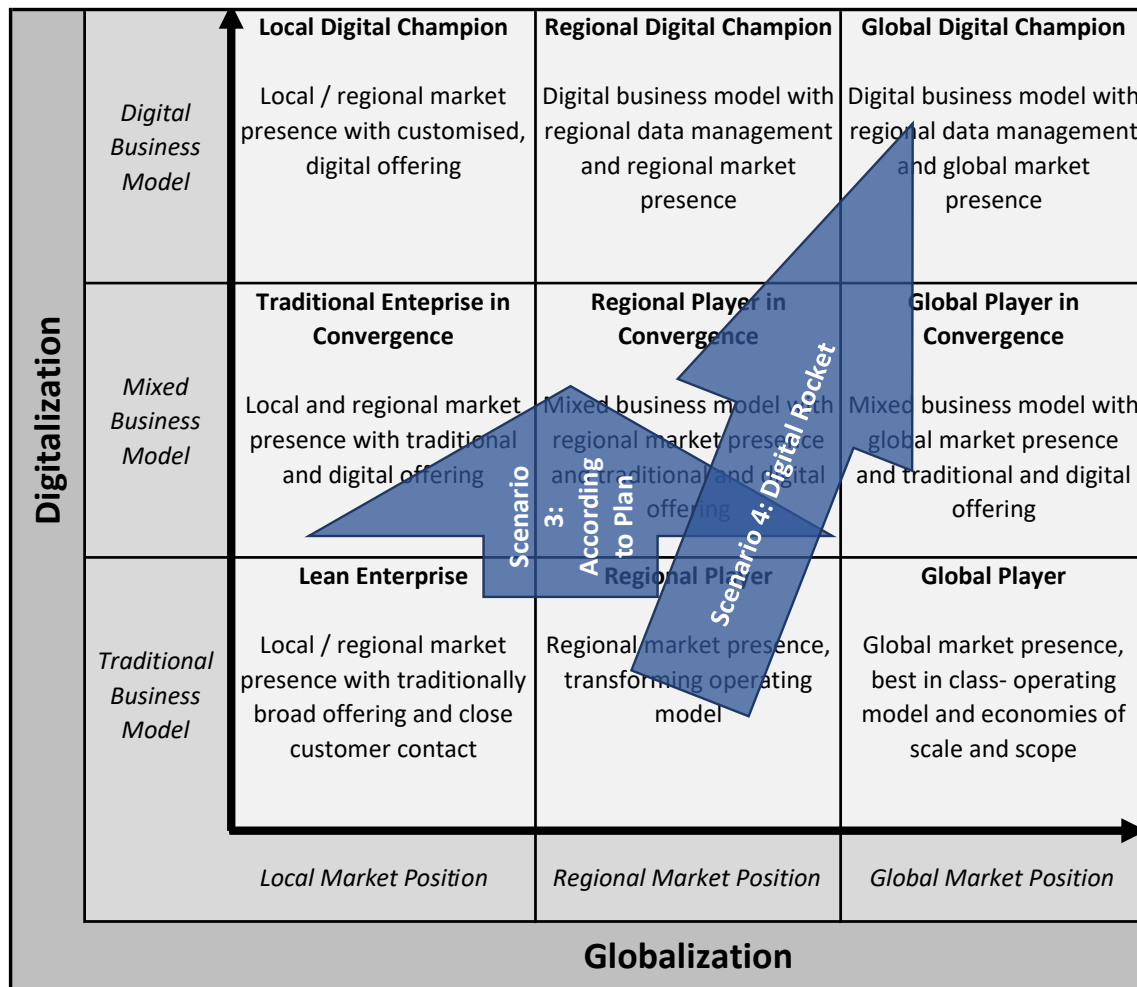 Digitalization
Digital
Business
Model
Local Digital Champion
Local / regional market
presence with customised,
digital offering
Regional Digital Champion
Digital business model with
regional data management
and regional market
presence
Global Digital Champion
Digital business model with
regional data management
and global market
presence
Mixed
Business
Model
Traditional Enteprise in
Convergence
Local and regional market
presence with traditional
and digital offering
Regional Player in
Convergence
Mixed business model with
regional market presence
and traditional and digital
offering
Global Player in
Convergence
Mixed business model with
global market presence
and traditional and digital
offering
Scenario
3:
According
to Plan
Scenario 4: Digital Rocket
Traditional
Business
Model
Lean Enterprise
Local / regional market
presence with traditionally
broad offering and close
customer contact
Regional Player
Regional market presence,
transforming operating
model
Global Player
Global market presence,
best in class- operating
model and economies of
scale and scope
Local Market Position
Regional Market Position
Global Market Position
Globalization